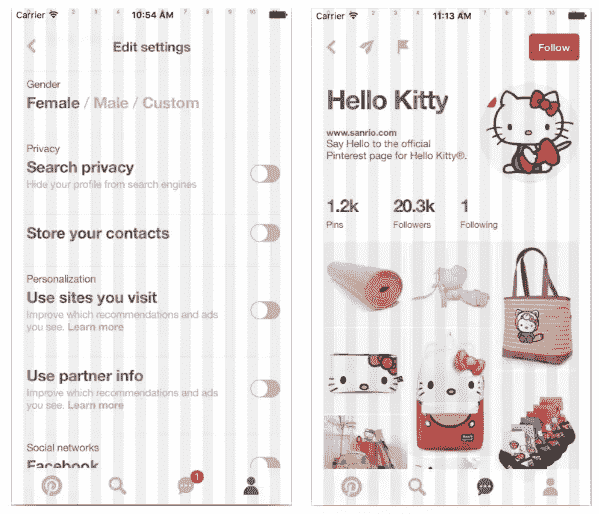 Carrier 10:54 AM
Edit settings
Gender
Female / Male / Custom
Privacy
Search privacy
Hide your profile from search engines
Store your contacts
Personalization
Use sites you visit
Improve which recommendations and ads
you see. Learn more
Use partner info
Improve which recommendations and ads
you see. Learn more
Social networks
Facebook
1
Carrier 11:13 AM
Follow
Hello Kitty
www.sanrio.com
Say Hello to the official
Pinterest page for Hello Kitty®.
1.2k 20.3k 1
Pins Followers Following